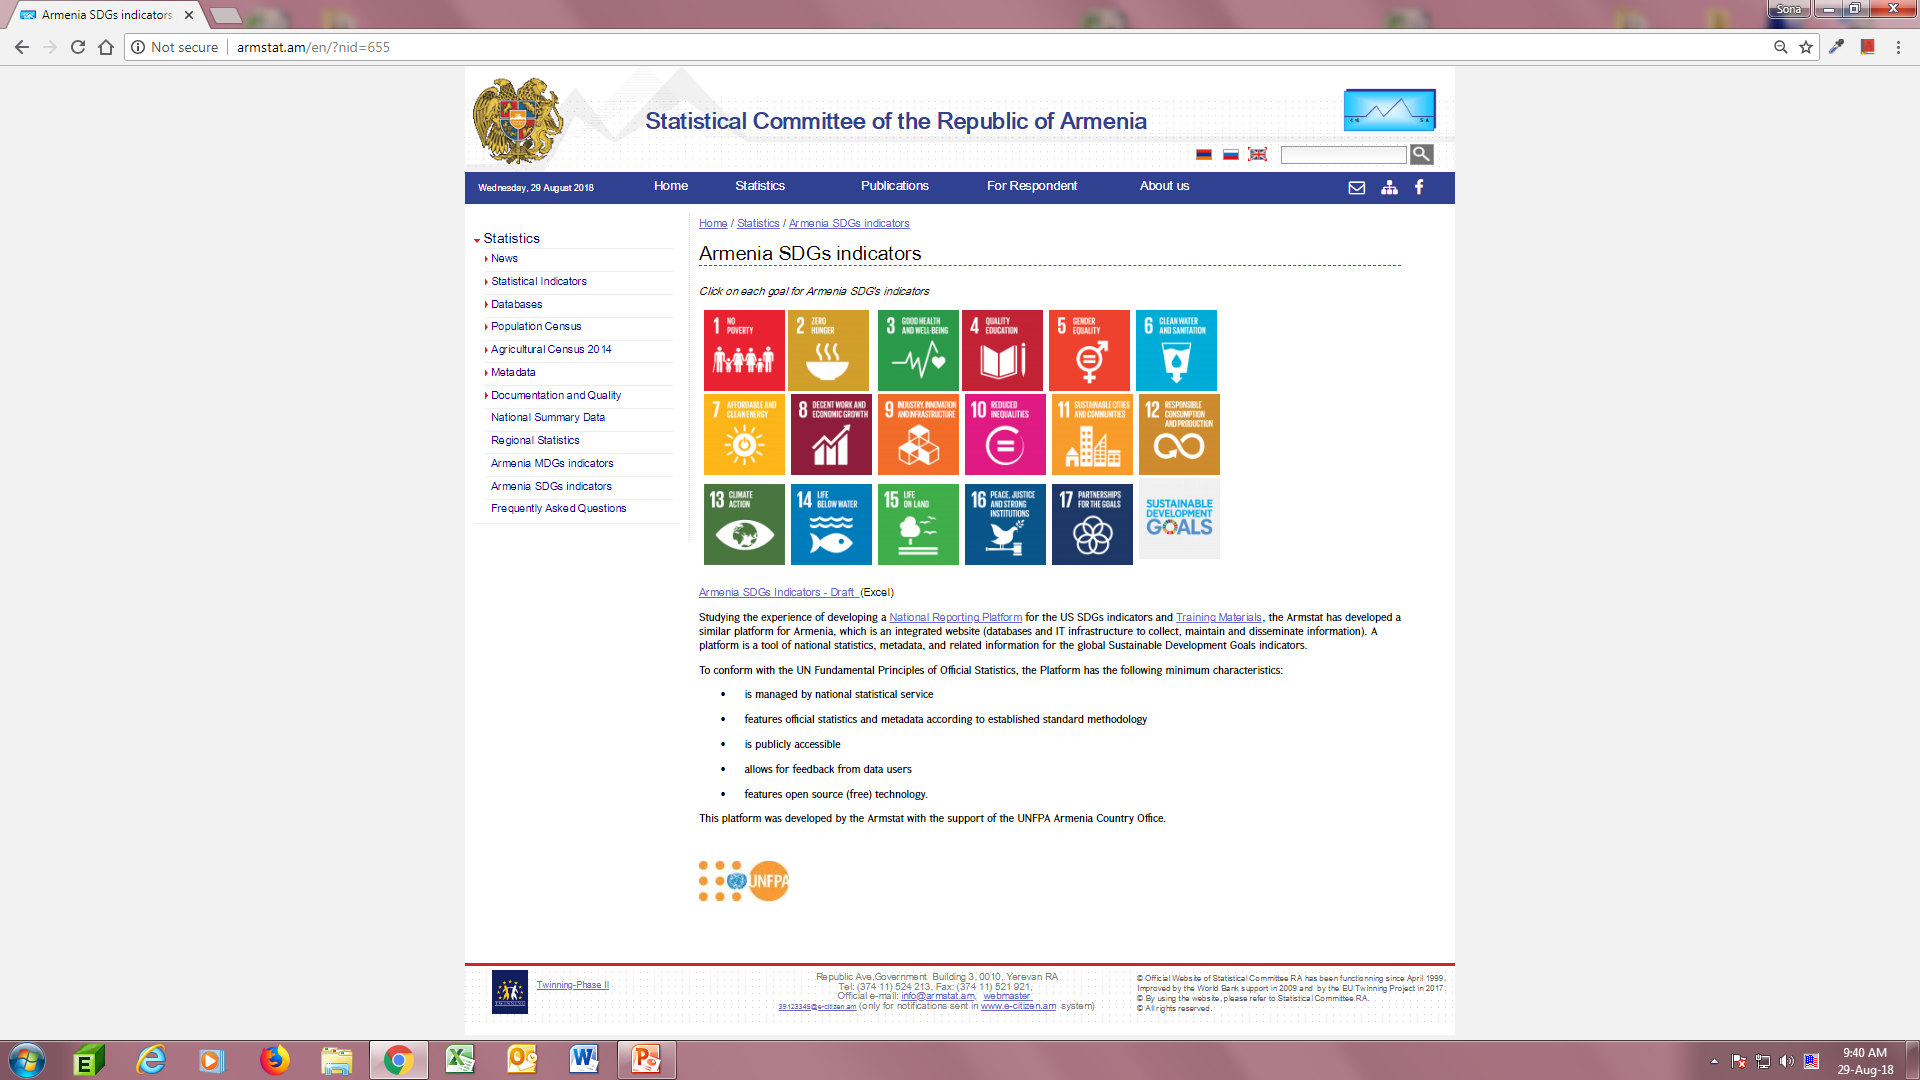 Armenia SDGs indicators
Sona
Not secure
armstat.am/en/?nid=655
Statistical Committee of the Republic of Armenia
Wednesday, 29 August 2018
Home Statistics Publications For Respondent About us
Statistics
News
Statistical Indicators
Databases
Population Census
Agricultural Census 2014
Metadata
Documentation and Quality
National Summary Data
Regional Statistics
Armenia MDGs indicators
Armenia SDGs indicators
Frequently Asked Questions
Home / Statistics / Armenia SDGs indicators
Armenia SDGs indicators
Click on each goal for Armenia SDG's indicators
1 NO POVERTY
2 ZERO HUNGER
3 GOOD HEALTH AND WELL-BEING
4 QUALITY EDUCATION
5 GENDER EQUALITY
6 CLEAN WATER AND SANITATION
7 AFFORDABLE AND CLEAN ENERGY
8 DECENT WORK AND ECONOMIC GROWTH
9 INDUSTRY, INNOVATION AND INFRASTRUCTURE
10 REDUCED INEQUALITIES
11 SUSTAINABLE CITIES AND COMMUNITIES
12 RESPONSIBLE CONSUMPTION AND PRODUCTION
13 CLIMATE ACTION
14 LIFE BELOW WATER
15 LIFE ON LAND
16 PEACE, JUSTICE AND STRONG INSTITUTIONS
17 PARTNERSHIPS FOR THE GOALS
SUSTAINABLE DEVELOPMENT GOALS
Armenia SDGs Indicators - Draft (Excel)
Studying the experience of developing a National Reporting Platform for the US SDGs indicators and Training Materials, the Armstat has developed a
similar platform for Armenia, which is an integrated website (databases and IT infrastructure to collect, maintain and disseminate information). A
platform is a tool of national statistics, metadata, and related information for the global Sustainable Development Goals indicators.
To conform with the UN Fundamental Principles of Official Statistics, the Platform has the following minimum characteristics:
• is managed by national statistical service
• features official statistics and metadata according to established standard methodology
• is publicly accessible
• allows for feedback from data users
• features open source (free) technology.
This platform was developed by the Armstat with the support of the UNFPA Armenia Country Office.
UNFPA
Twinning-Phase II
Republic Ave,Government Building 3, 0010, Yerevan RA
Tel: (374 11) 524 213, Fax: (374 11) 521 921,
Official e-mail: info@armstat.am, webmaster
39123345@e-citizen.am (only for notifications sent in www.e-citizen.am system)
© Official Website of Statistical Committee RA has been functionning since April 1999,
Improved by the World Bank support in 2009 and by the EU Twinning Project in 2017.
© By using the website, please refer to Statistical Committee RA.
© All rights reserved.
9:40 AM
29-Aug-18